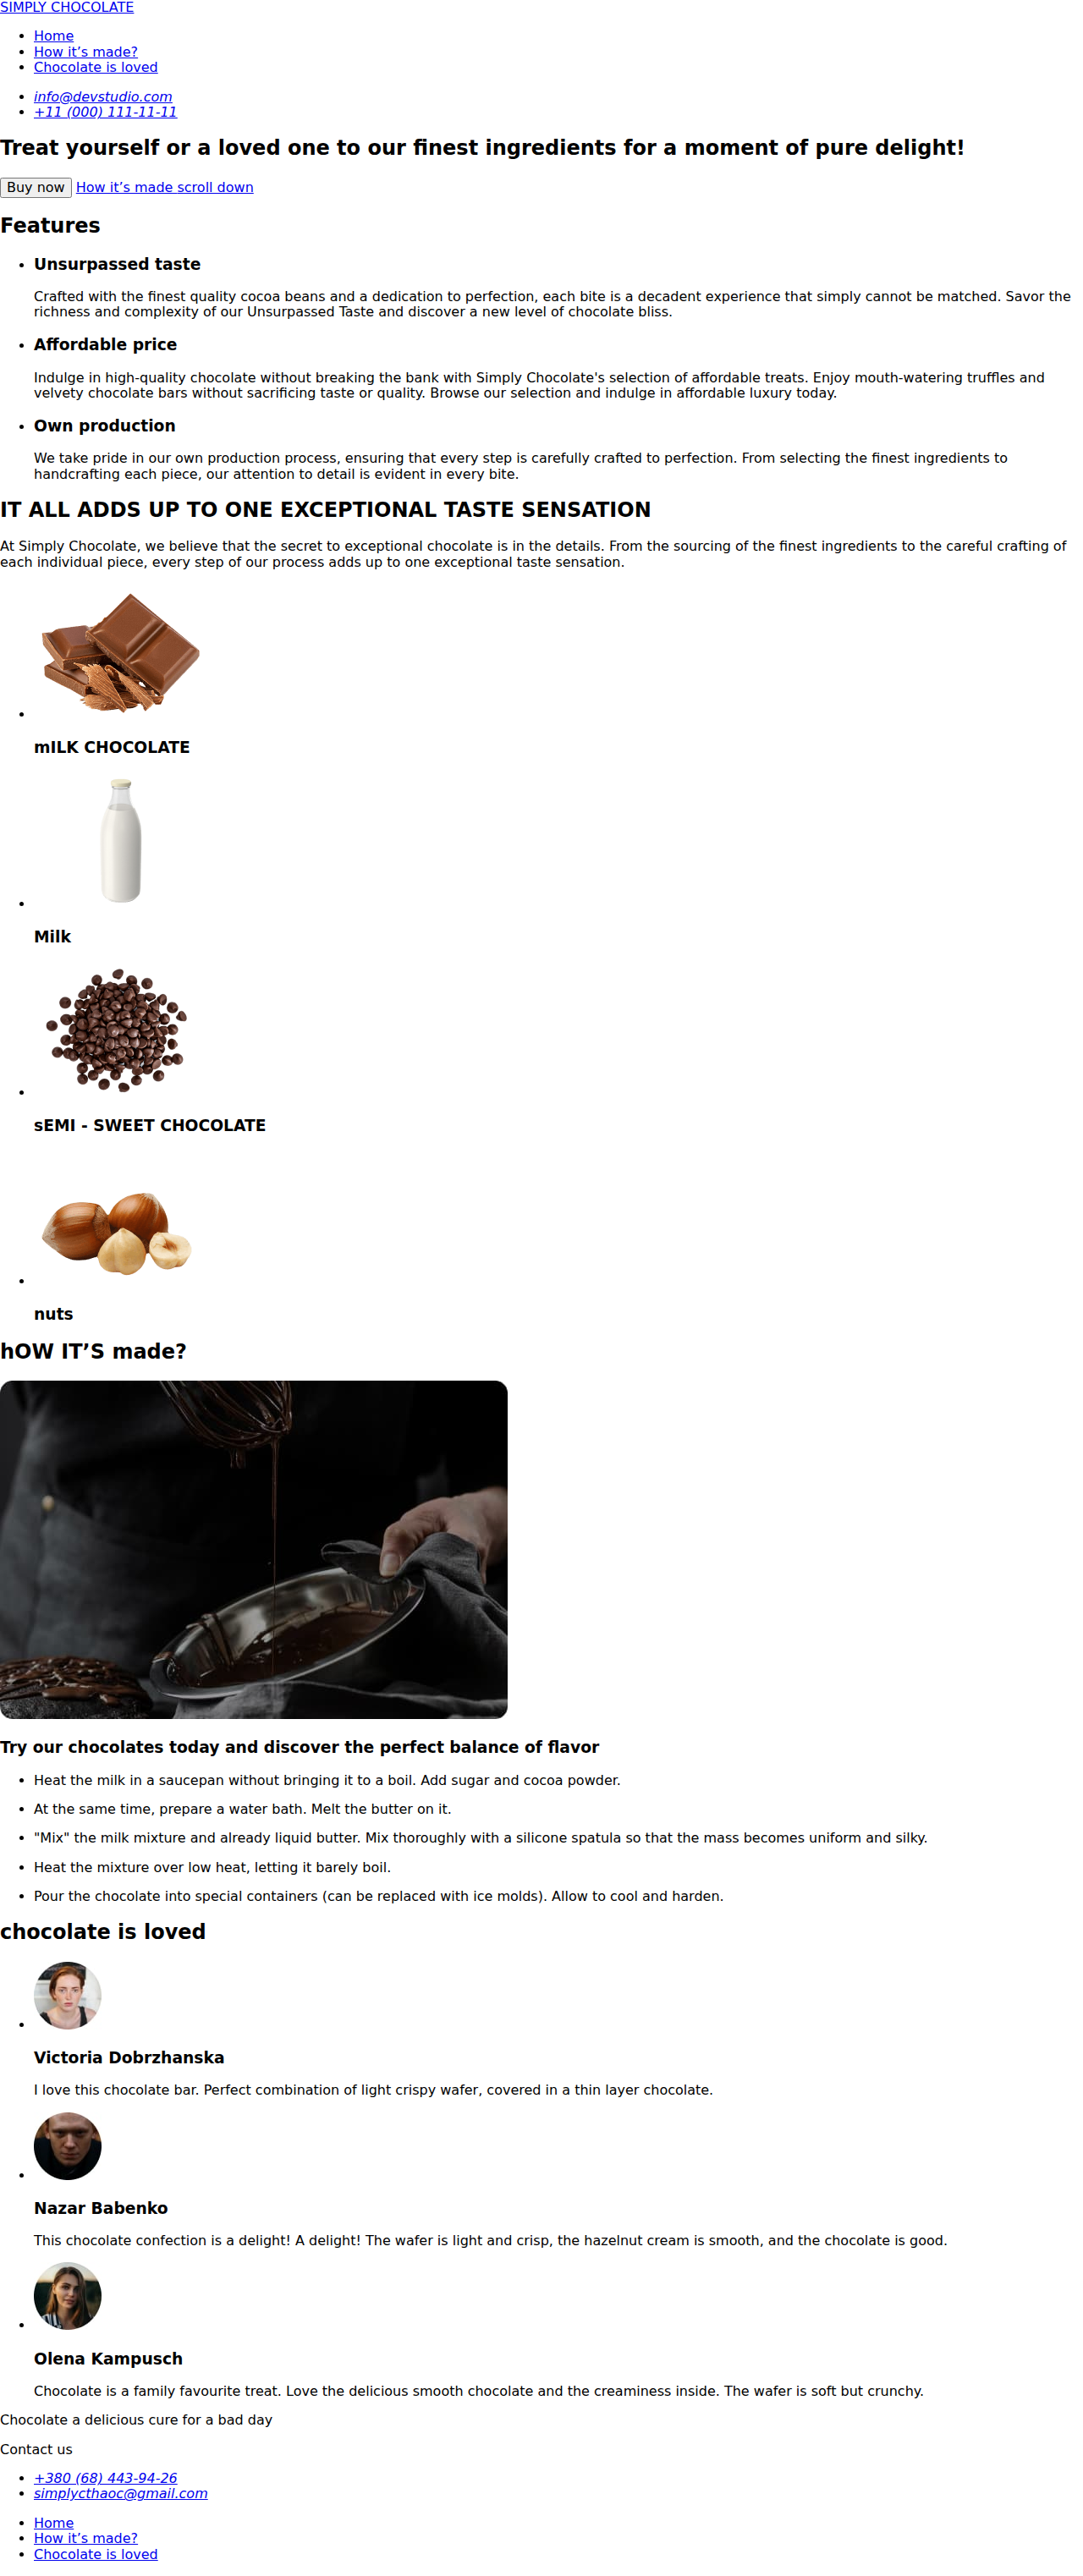 SIMPLY CHOCOLATE
Home
How it’s made?
Chocolate is loved
info@devstudio.com
+11 (000) 111-11-11
Treat yourself or a loved one to our finest ingredients for a moment of pure delight!
Buy now How it’s made scroll down
Features
Unsurpassed taste
Crafted with the finest quality cocoa beans and a dedication to perfection, each bite is a decadent experience that simply cannot be matched. Savor the
richness and complexity of our Unsurpassed Taste and discover a new level of chocolate bliss.
Affordable price
Indulge in high-quality chocolate without breaking the bank with Simply Chocolate's selection of affordable treats. Enjoy mouth-watering truffles and
velvety chocolate bars without sacrificing taste or quality. Browse our selection and indulge in affordable luxury today.
Own production
We take pride in our own production process, ensuring that every step is carefully crafted to perfection. From selecting the finest ingredients to
handcrafting each piece, our attention to detail is evident in every bite.
IT ALL ADDS UP TO ONE EXCEPTIONAL TASTE SENSATION
At Simply Chocolate, we believe that the secret to exceptional chocolate is in the details. From the sourcing of the finest ingredients to the careful crafting of
each individual piece, every step of our process adds up to one exceptional taste sensation.
mILK CHOCOLATE
Milk
sEMI - SWEET CHOCOLATE
nuts
hOW IT’S made?
Try our chocolates today and discover the perfect balance of flavor
Heat the milk in a saucepan without bringing it to a boil. Add sugar and cocoa powder.
At the same time, prepare a water bath. Melt the butter on it.
"Mix" the milk mixture and already liquid butter. Mix thoroughly with a silicone spatula so that the mass becomes uniform and silky.
Heat the mixture over low heat, letting it barely boil.
Pour the chocolate into special containers (can be replaced with ice molds). Allow to cool and harden.
chocolate is loved
Victoria Dobrzhanska
I love this chocolate bar. Perfect combination of light crispy wafer, covered in a thin layer chocolate.
Nazar Babenko
This chocolate confection is a delight! A delight! The wafer is light and crisp, the hazelnut cream is smooth, and the chocolate is good.
Olena Kampusch
Chocolate is a family favourite treat. Love the delicious smooth chocolate and the creaminess inside. The wafer is soft but crunchy.
Chocolate a delicious cure for a bad day
Contact us
+380 (68) 443-94-26
simplycthaoc@gmail.com
Home
How it’s made?
Chocolate is loved